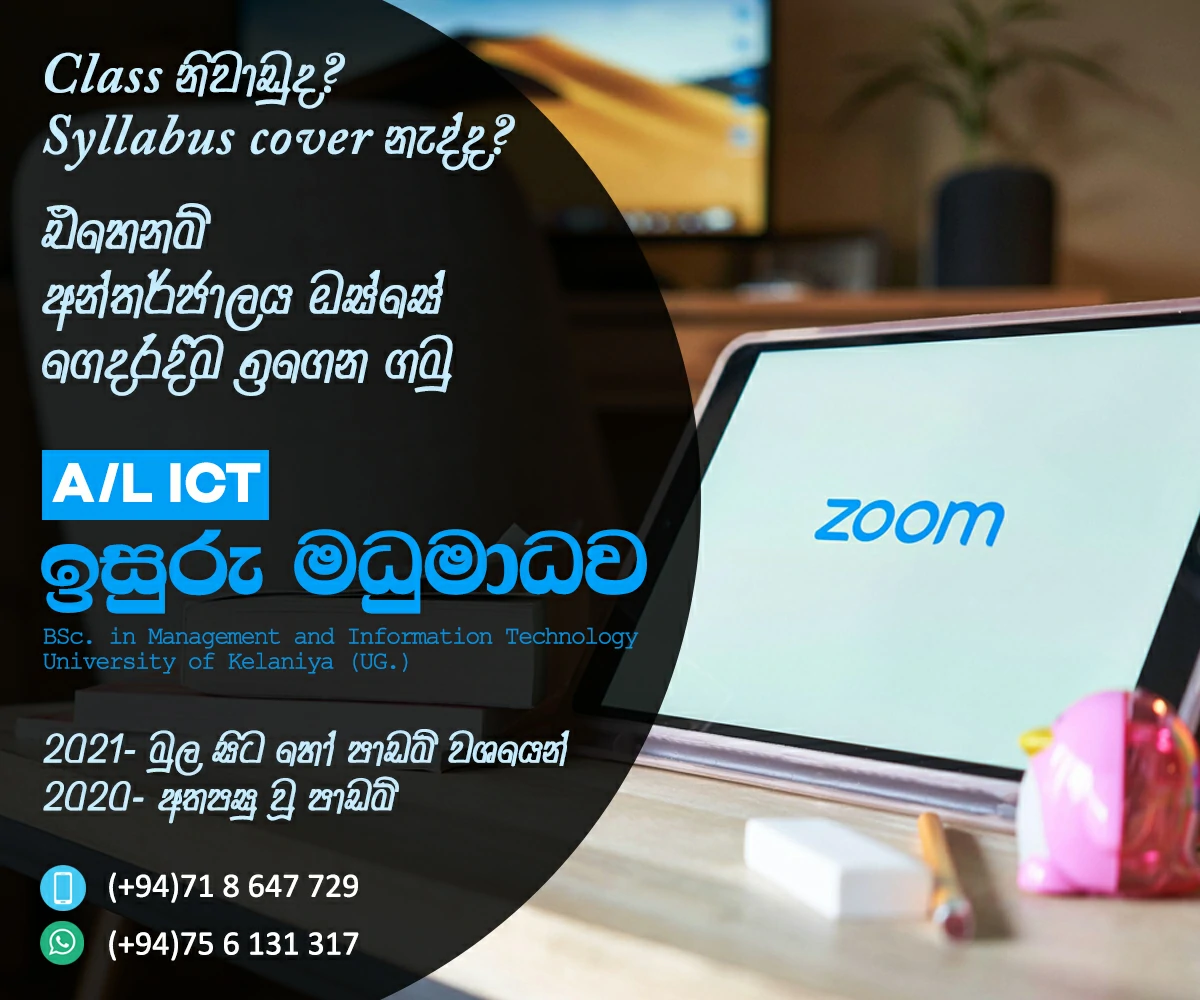 Class නිවාඩුද?
Syllabus cover නැද්ද?
එහෙනම්
අන්තර්ජාලය ඔස්සේ
ගෙදරදීම ඉගෙන ගමු
A/L ICT
ඉසුරු මධුමාධව
BSc. in Management and Information Technology
University of Kelaniya (UG.)
2021- මුල සිට හෝ පාඩම් වශයෙන්
2020- අතපසු වූ පාඩම්
(+94)71 8 647 729
(+94)75 6 131 317
zoom